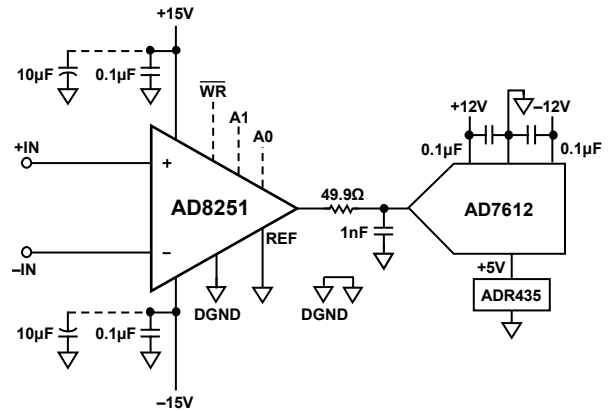 +15V
10µF
0.1µF
WR
A1
A0
+12V
–12V
0.1µF
0.1µF
+IN
+
AD8251
49.9Ω
AD7612
1nF
–
REF
–IN
+5V
DGND
DGND
ADR435
10µF
0.1µF
–15V